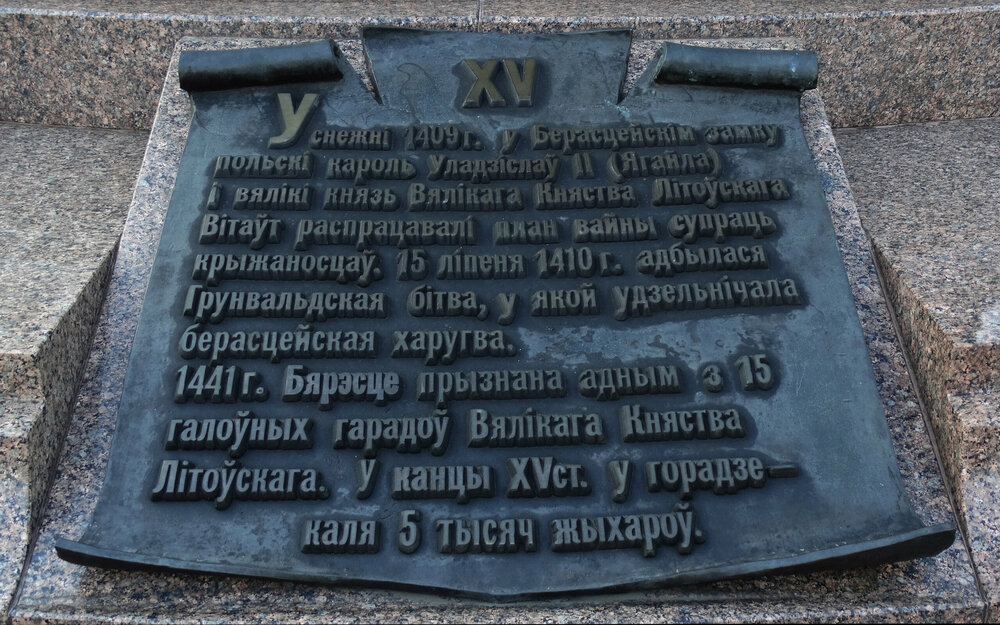 XV
У снежні 1409 г. у Берасцейскім замку
польскі кароль Уладзіслаў II (Ягайла)
і вялікі князь Вялікага Княства Літоўскага
Вітаўт распрацавалі план вайны супраць
крыжаносцаў. 15 ліпеня 1410 г. адбылася
Грунвальдская бітва, у якой удзельнічала
берасцейская харугва.
1441 г. Бярэсце прызнана адным з 15
галоўных гарадоў Вялікага Княства
Літоўскага. У канцы XVст. у горадзе —
каля 5 тысяч жыхароў.